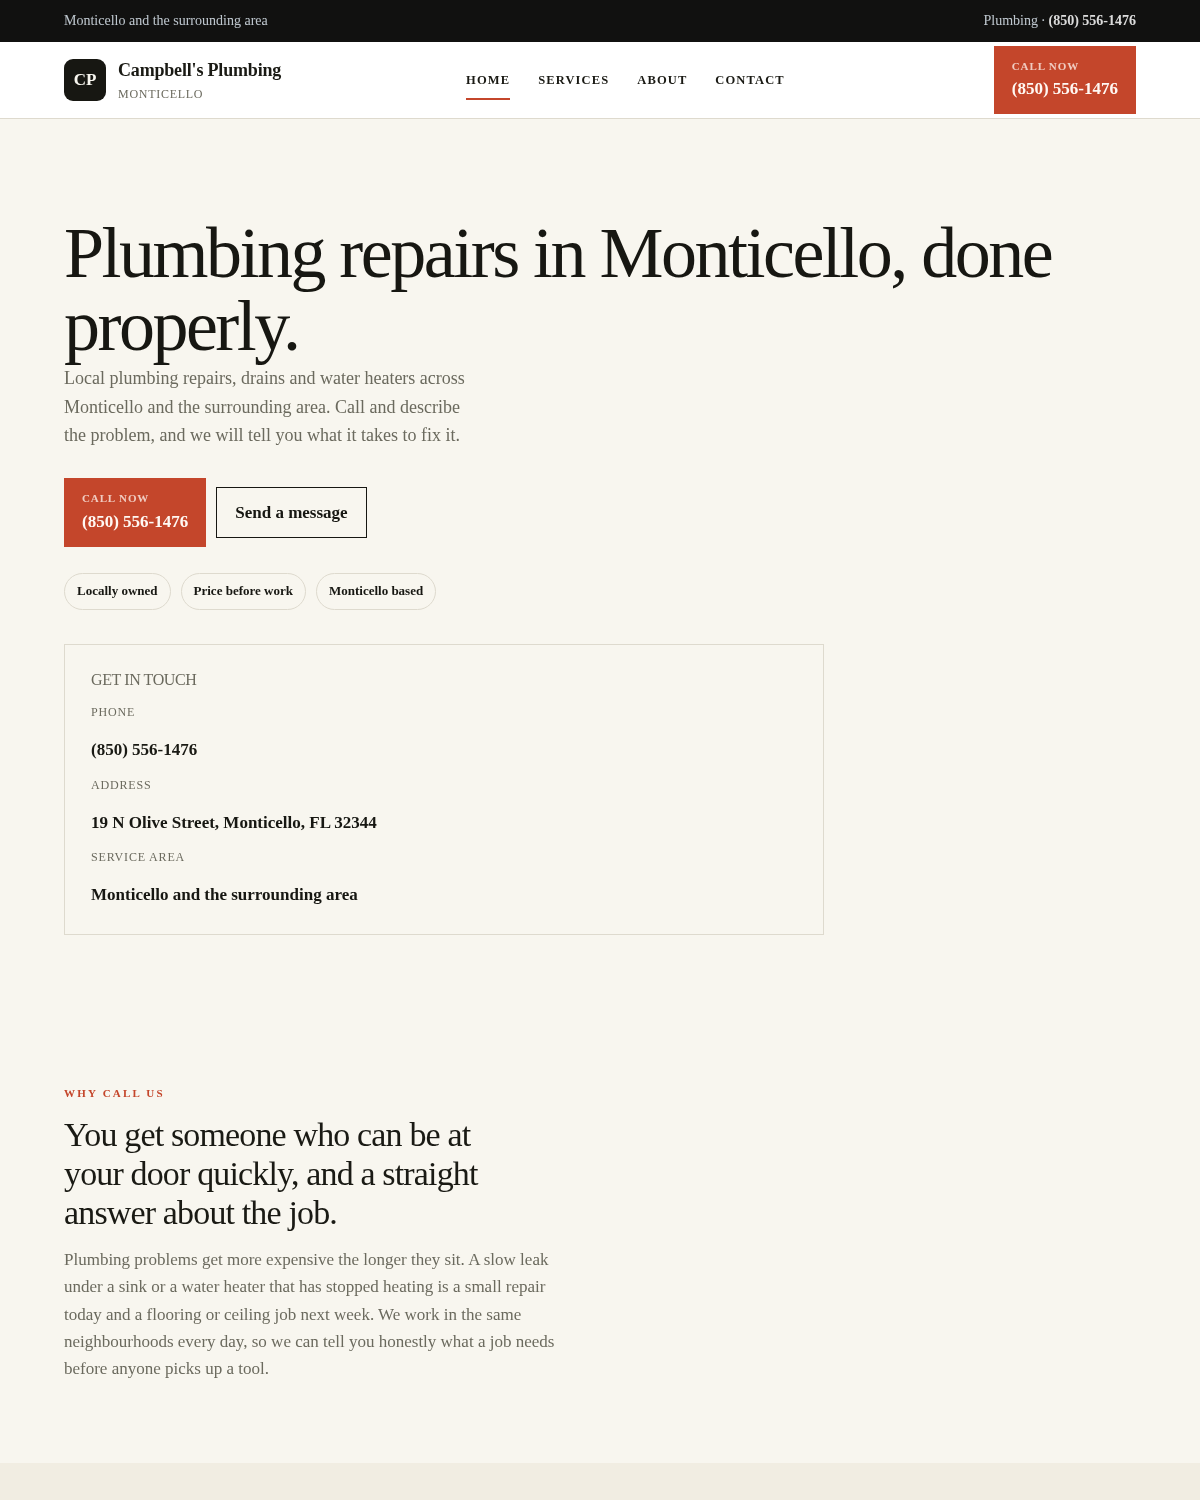 Monticello and the surrounding area
Plumbing · (850) 556-1476
CP
Campbell's Plumbing
MONTICELLO
HOME
SERVICES
ABOUT
CONTACT
CALL NOW
(850) 556-1476
Plumbing repairs in Monticello, done
properly.
Local plumbing repairs, drains and water heaters across
Monticello and the surrounding area. Call and describe
the problem, and we will tell you what it takes to fix it.
CALL NOW
(850) 556-1476
Send a message
Locally owned
Price before work
Monticello based
GET IN TOUCH
PHONE
(850) 556-1476
ADDRESS
19 N Olive Street, Monticello, FL 32344
SERVICE AREA
Monticello and the surrounding area
WHY CALL US
You get someone who can be at
your door quickly, and a straight
answer about the job.
Plumbing problems get more expensive the longer they sit. A slow leak
under a sink or a water heater that has stopped heating is a small repair
today and a flooring or ceiling job next week. We work in the same
neighbourhoods every day, so we can tell you honestly what a job needs
before anyone picks up a tool.